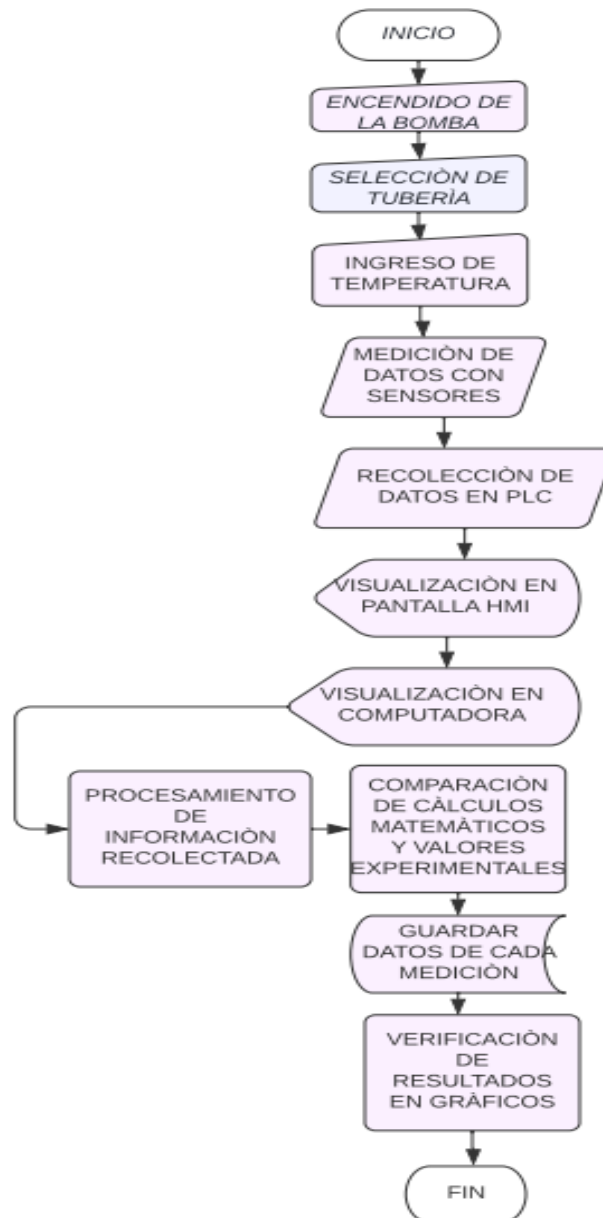 INICIO
ENCENDIDO DE
LA BOMBA
SELECCIÒN DE
TUBERÌA
INGRESO DE
TEMPERATURA
MEDICIÒN DE
DATOS CON
SENSORES
RECOLECCIÒN DE
DATOS EN PLC
VISUALIZACIÒN EN
PANTALLA HMI
VISUALIZACIÒN EN
COMPUTADORA
PROCESAMIENTO
DE
INFORMACIÒN
RECOLECTADA
COMPARACIÒN
DE CÀLCULOS
MATEMÀTICOS
Y VALORES
EXPERIMENTALES
GUARDAR
DATOS DE CADA
MEDICIÒN
VERIFICACIÒN
DE
RESULTADOS
EN GRÀFICOS
FIN